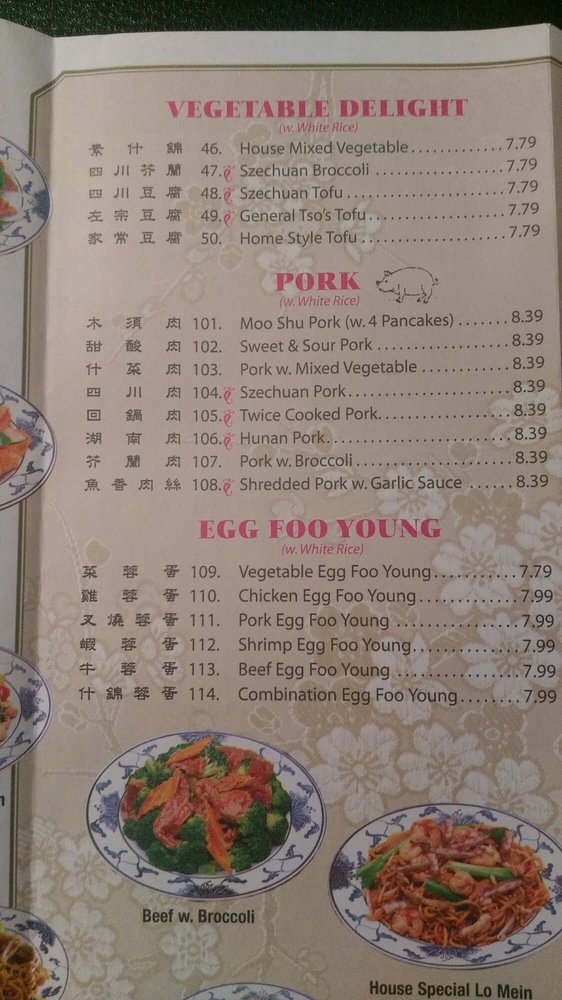 VEGETABLE DELIGHT
(w. White Rice)
素什錦 46. House Mixed Vegetable.............7.79
四川芥蘭 47. Szechuan Broccoli ..................7.79
四川豆腐 48. Szechuan Tofu ......................7.79
左宗豆腐 49. General Tso's Tofu...................7.79
家常豆腐 50. Home Style Tofu ....................7.79
PORK
(w. White Rice)
木須肉 101. Moo Shu Pork (w. 4 Pancakes) .......8.39
甜酸肉 102. Sweet & Sour Pork ..................8.39
什菜肉 103. Pork w. Mixed Vegetable ............8.39
四川肉 104. Szechuan Pork......................8.39
回鍋肉 105. Twice Cooked Pork..................8.39
湖南肉 106. Hunan Pork.........................8.39
芥蘭肉 107. Pork w. Broccoli.....................8.39
魚香肉絲 108. Shredded Pork w. Garlic Sauce ......8.39
EGG FOO YOUNG
(w. White Rice)
菜蓉蛋 109. Vegetable Egg Foo Young...........7.79
雞蓉蛋 110. Chicken Egg Foo Young.............7.99
叉燒蓉蛋 111. Pork Egg Foo Young ................7.99
蝦蓉蛋 112. Shrimp Egg Foo Young..............7.99
牛蓉蛋 113. Beef Egg Foo Young ................7.99
什錦蓉蛋 114. Combination Egg Foo Young........7.99
Beef w. Broccoli
House Special Lo Mein